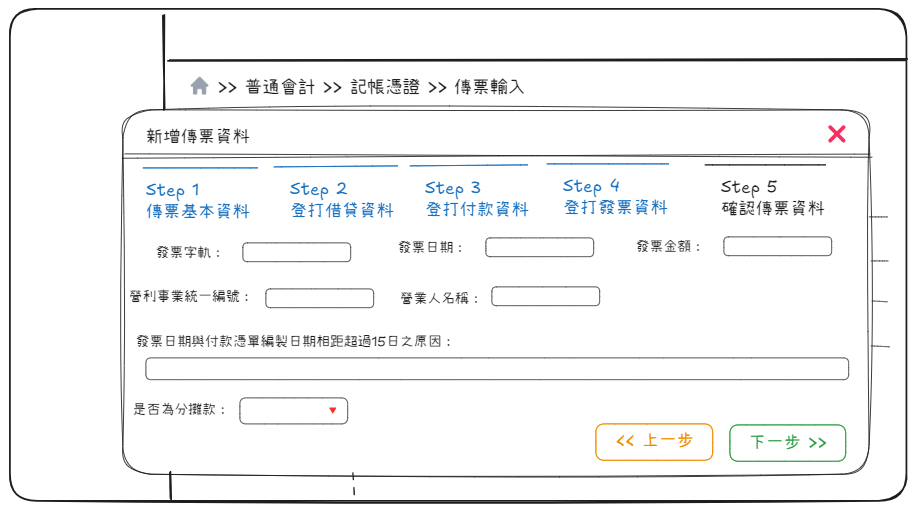 >> 普通會計 >> 記帳憑證 >> 傳票輸入
新增傳票資料
Step 1
傳票基本資料
Step 2
登打借貸資料
Step 3
登打付款資料
Step 4
登打發票資料
Step 5
確認傳票資料
發票字軌：
發票日期：
發票金額：
營利事業統一編號：
營業人名稱：
發票日期與付款憑單編製日期相距超過15日之原因：
是否為分攤款：
<< 上一步
下一步 >>